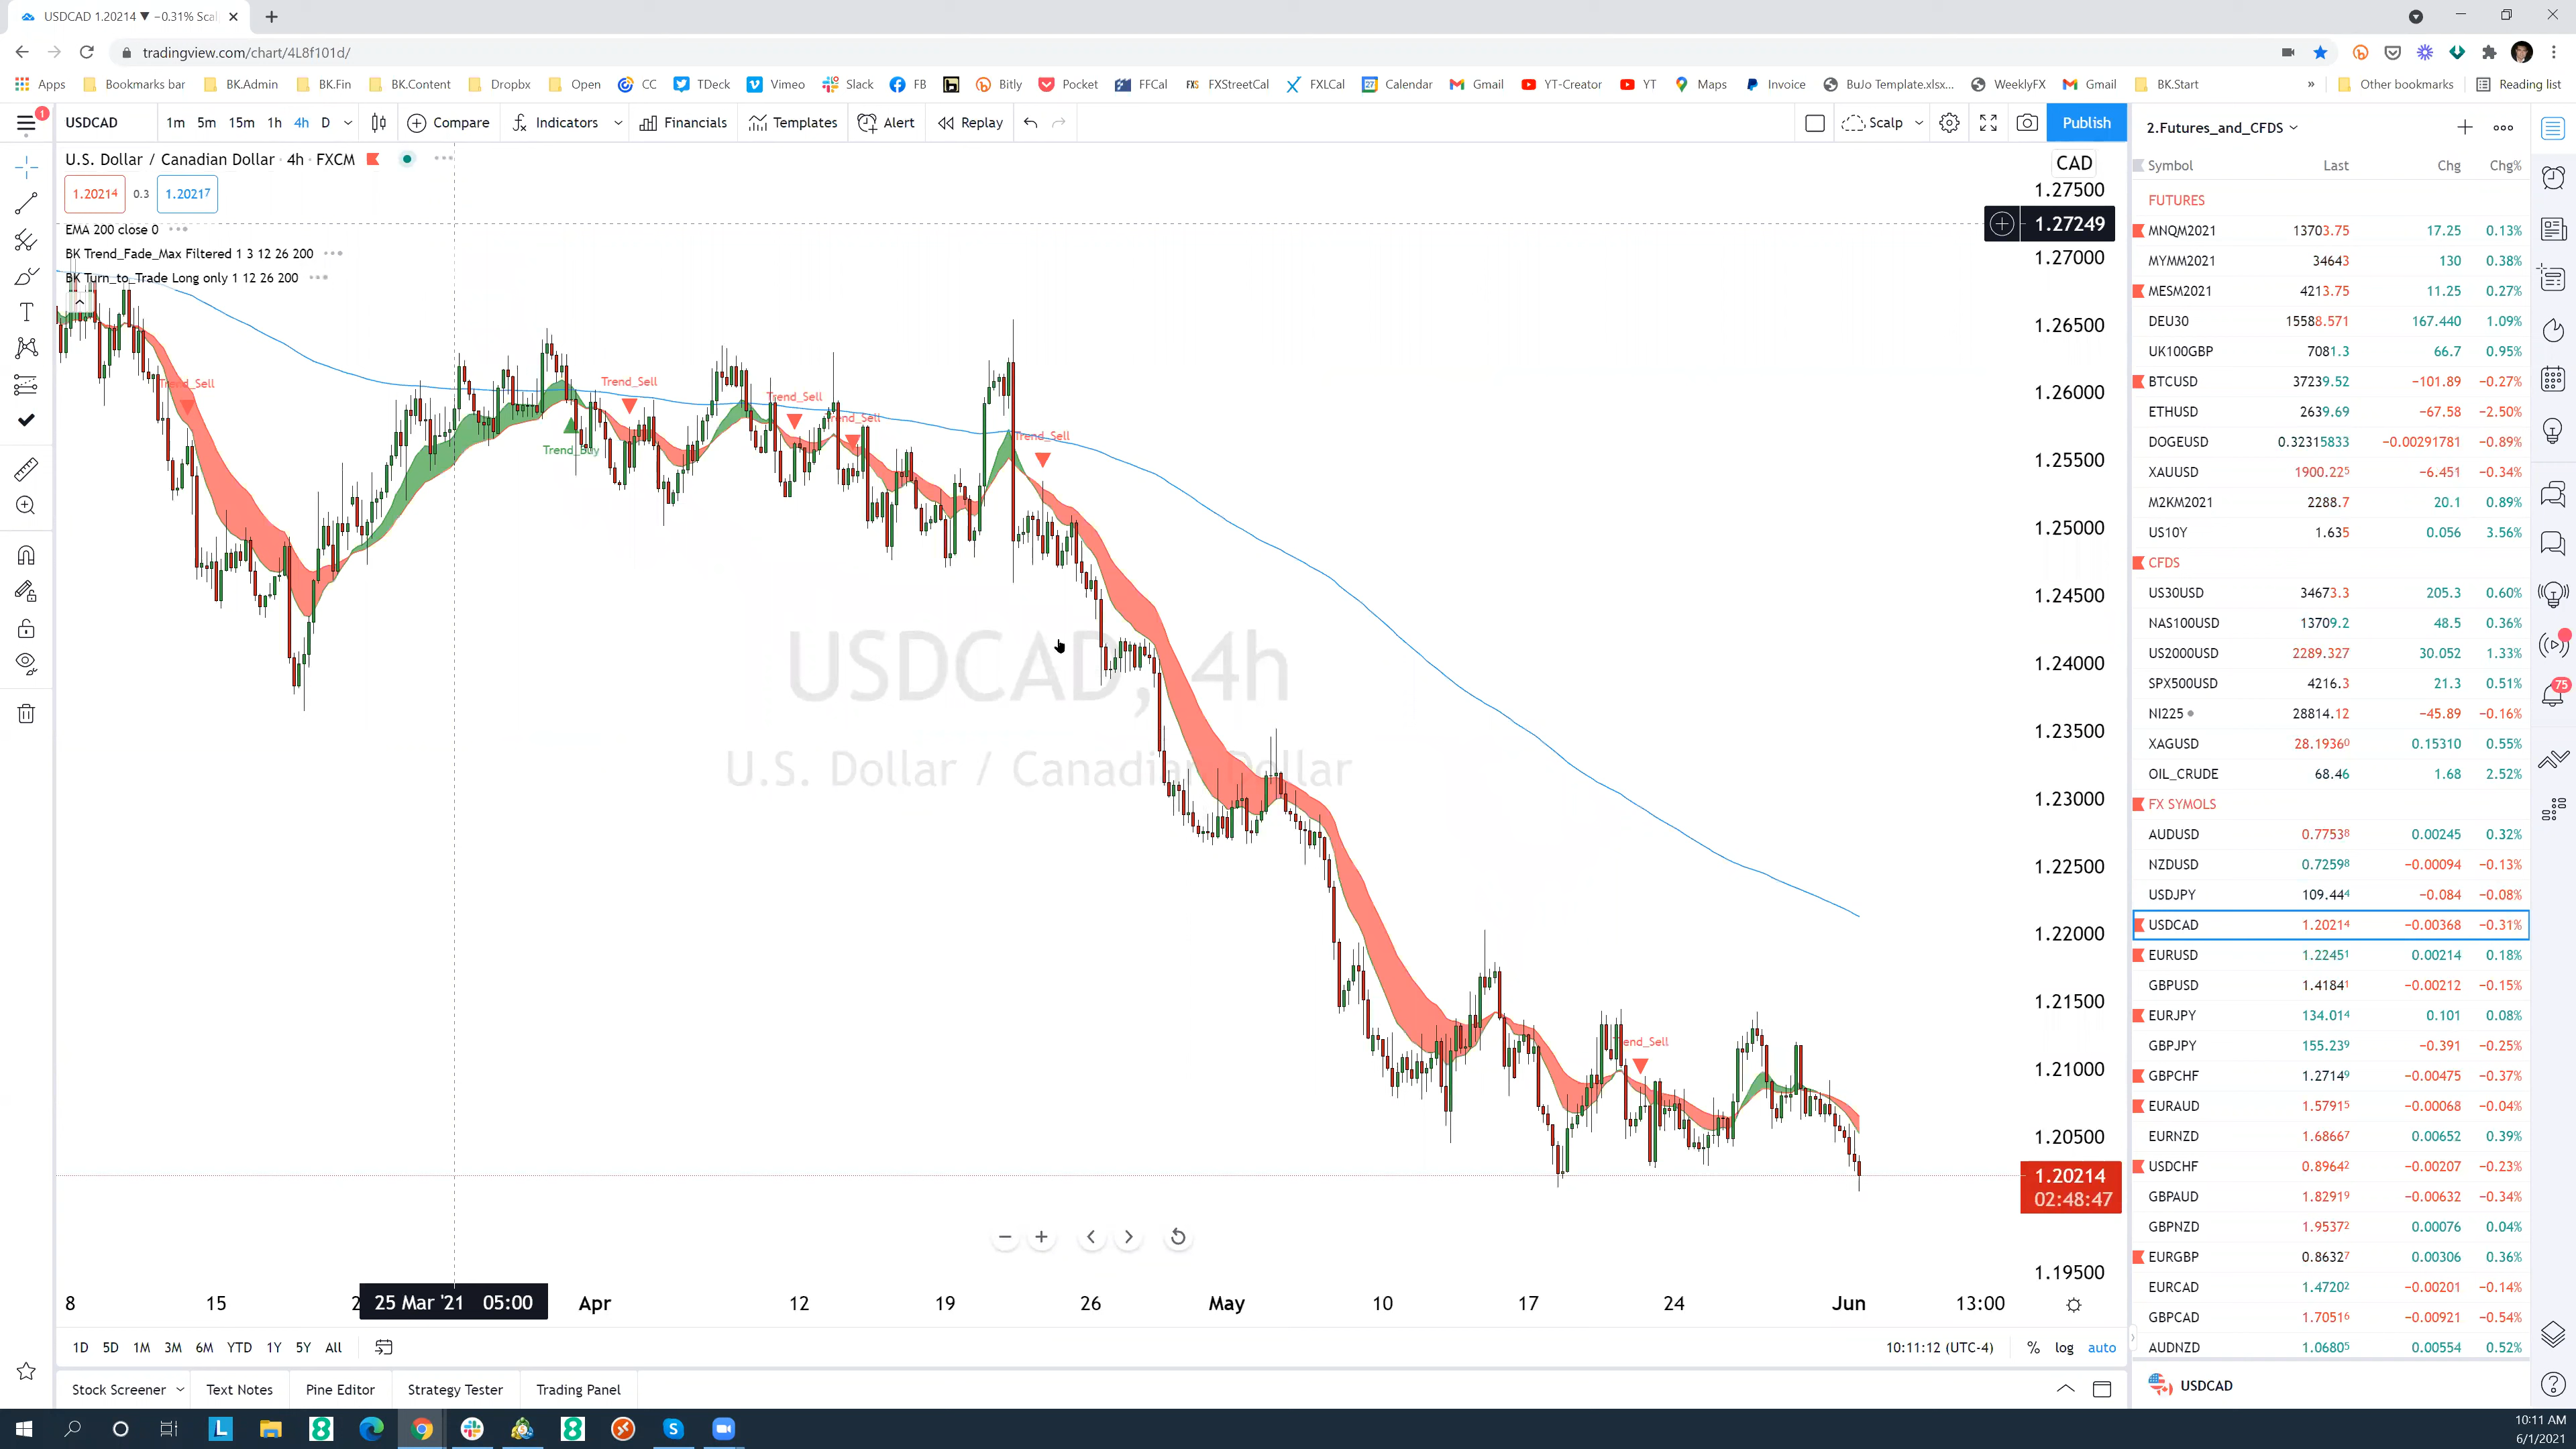 USDCAD 1.20214 ▼ −0.31% Scal
tradingview.com/chart/4L8f101d/
Apps Bookmarks bar BK.Admin BK.Fin BK.Content Dropbx Open CC TDeck Vimeo Slack FB Bitly Pocket FFCal FXStreetCal FXLCal Calendar Gmail YT-Creator YT Maps Invoice BuJo Template.xlsx... WeeklyFX Gmail BK.Start » Other bookmarks Reading list
1 USDCAD 1m 5m 15m 1h 4h D Compare Indicators Financials Templates Alert Replay Scalp Publish
U.S. Dollar / Canadian Dollar · 4h · FXCM
1.20214 0.3 1.20217
EMA 200 close 0
BK Trend_Fade_Max Filtered 1 3 12 26 200
BK Turn_to_Trade Long only 1 12 26 200
Trend_Sell
Trend_Buy
Trend_Sell
Trend_Sell
Trend_Sell
Trend_Sell
Trend_Sell
USDCAD, 4h
U.S. Dollar / Canadian Dollar
CAD
1.27500
1.27249
1.27000
1.26500
1.26000
1.25500
1.25000
1.24500
1.24000
1.23500
1.23000
1.22500
1.22000
1.21500
1.21000
1.20500
1.20214
02:48:47
1.19500
8 15 2 25 Mar '21 05:00 Apr 12 19 26 May 10 17 24 Jun 13:00
1D 5D 1M 3M 6M YTD 1Y 5Y All 10:11:12 (UTC-4) % log auto
Stock Screener Text Notes Pine Editor Strategy Tester Trading Panel
2.Futures_and_CFDS
Symbol Last Chg Chg%
FUTURES
MNQM2021 13703.75 17.25 0.13%
MYMM2021 34643 130 0.38%
MESM2021 4213.75 11.25 0.27%
DEU30 15588.571 167.440 1.09%
UK100GBP 7081.3 66.7 0.95%
BTCUSD 37239.52 −101.89 −0.27%
ETHUSD 2639.69 −67.58 −2.50%
DOGEUSD 0.32315833 −0.00291781 −0.89%
XAUUSD 1900.225 −6.451 −0.34%
M2KM2021 2288.7 20.1 0.89%
US10Y 1.635 0.056 3.56%
CFDS
US30USD 34673.3 205.3 0.60%
NAS100USD 13709.2 48.5 0.36%
US2000USD 2289.327 30.052 1.33%
SPX500USD 4216.3 21.3 0.51%
NI225 28814.12 −45.89 −0.16%
XAGUSD 28.19360 0.15310 0.55%
OIL_CRUDE 68.46 1.68 2.52%
FX SYMOLS
AUDUSD 0.77538 0.00245 0.32%
NZDUSD 0.72598 −0.00094 −0.13%
USDJPY 109.444 −0.084 −0.08%
USDCAD 1.20214 −0.00368 −0.31%
EURUSD 1.22451 0.00214 0.18%
GBPUSD 1.41841 −0.00212 −0.15%
EURJPY 134.014 0.101 0.08%
GBPJPY 155.239 −0.391 −0.25%
GBPCHF 1.27149 −0.00475 −0.37%
EURAUD 1.57915 −0.00068 −0.04%
EURNZD 1.68667 0.00652 0.39%
USDCHF 0.89642 −0.00207 −0.23%
GBPAUD 1.82919 −0.00632 −0.34%
GBPNZD 1.95372 0.00076 0.04%
EURGBP 0.86327 0.00306 0.36%
EURCAD 1.47202 −0.00201 −0.14%
GBPCAD 1.70516 −0.00921 −0.54%
AUDNZD 1.06805 0.00554 0.52%
USDCAD
75
10:11 AM
6/1/2021